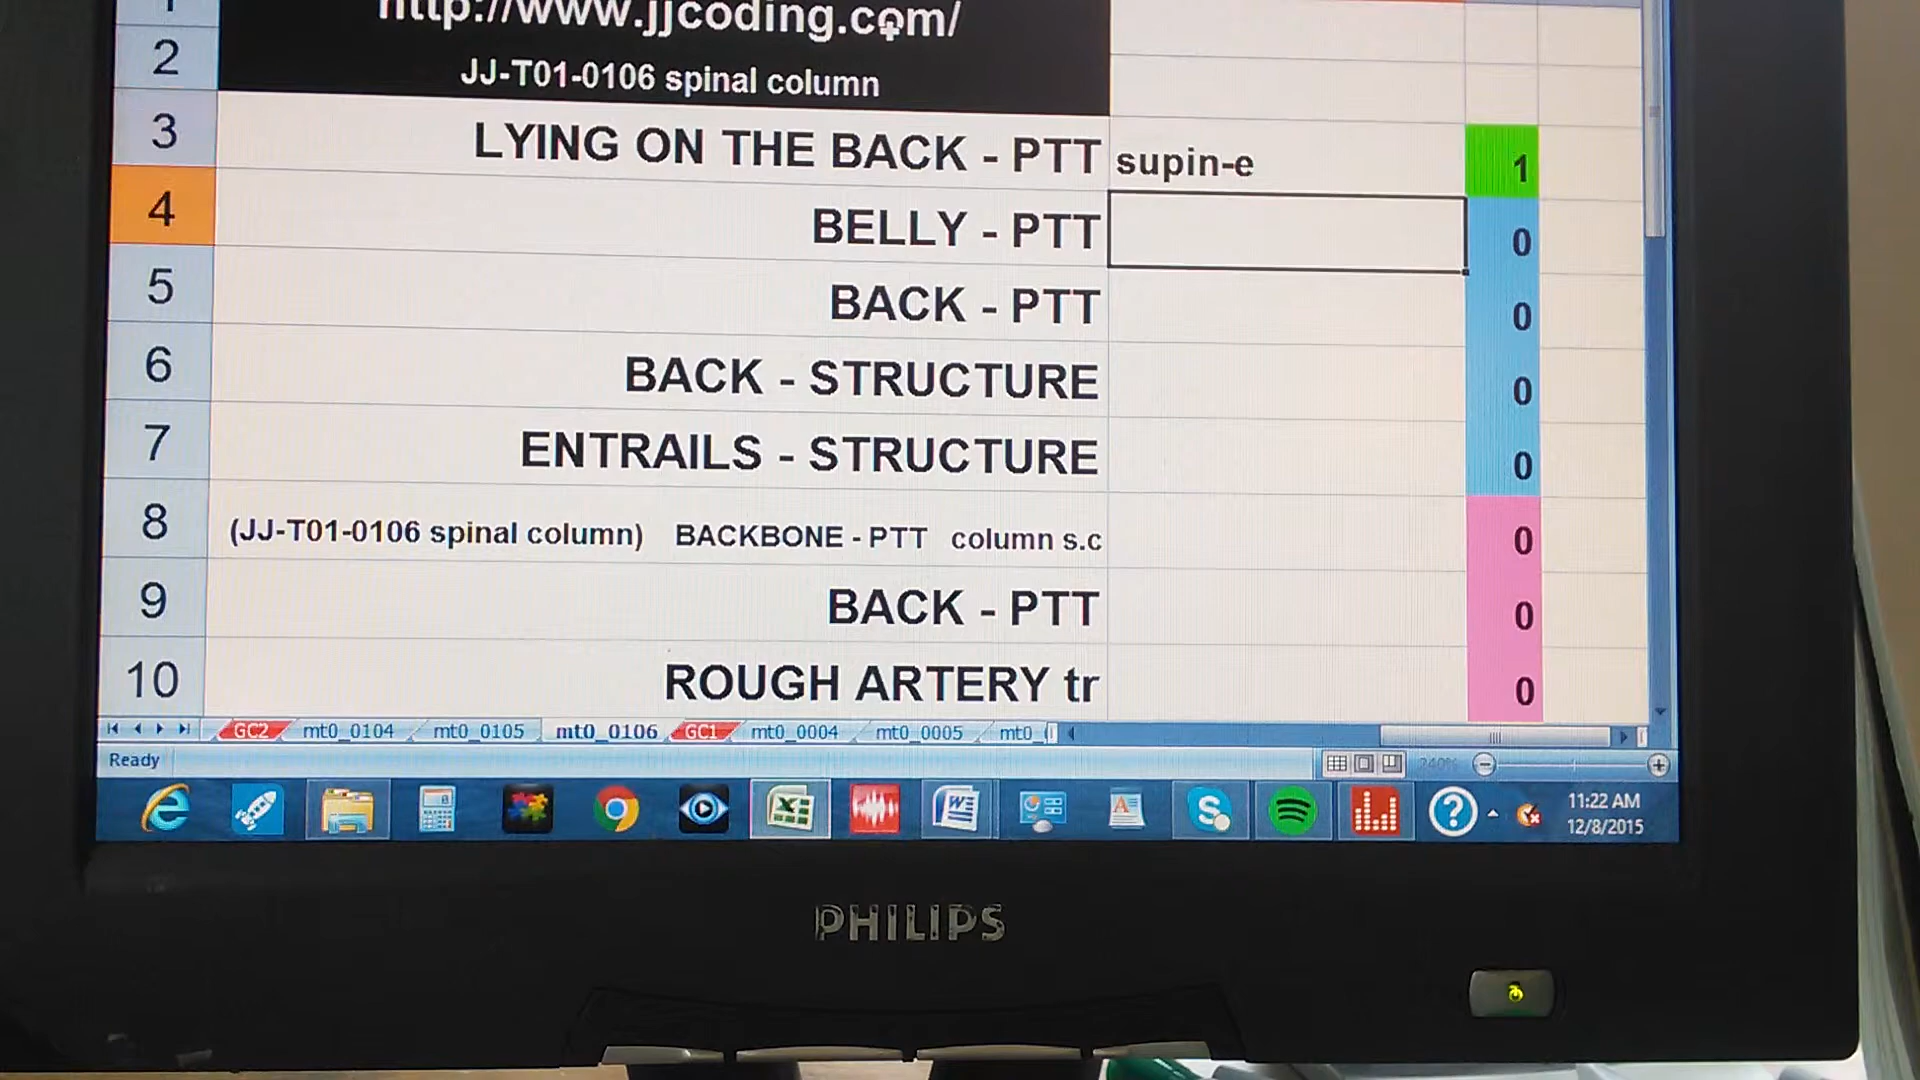 1
http://www.jjcoding.com/
2
JJ-T01-0106 spinal column
3 LYING ON THE BACK - PTT supin-e 1
4 BELLY - PTT 0
5 BACK - PTT 0
6 BACK - STRUCTURE 0
7 ENTRAILS - STRUCTURE 0
8 (JJ-T01-0106 spinal column) BACKBONE - PTT column s.c 0
9 BACK - PTT 0
10 ROUGH ARTERY tr 0
GC2 mt0_0104 mt0_0105 mt0_0106 GC1 mt0_0004 mt0_0005 mt0_
Ready 240%
11:22 AM
12/8/2015
PHILIPS